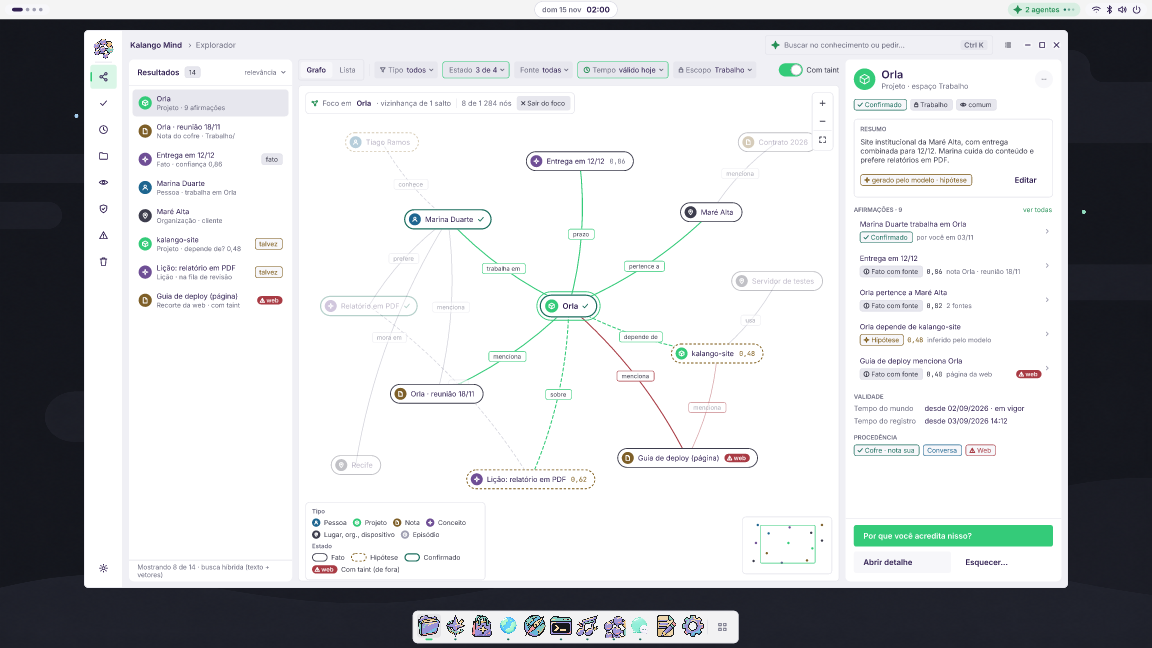 dom 15 nov 02:00
2 agentes
Kalango Mind › Explorador
Buscar no conhecimento ou pedir... Ctrl K
Resultados 14
relevância
Orla
Projeto · 9 afirmações
Orla · reunião 18/11
Nota do cofre · Trabalho/
Entrega em 12/12
Fato · confiança 0,86
fato
Marina Duarte
Pessoa · trabalha em Orla
Maré Alta
Organização · cliente
kalango-site
Projeto · depende de? 0,48
talvez
Lição: relatório em PDF
Lição · na fila de revisão
talvez
Guia de deploy (página)
Recorte da web · com taint
web
Mostrando 8 de 14 · busca híbrida (texto +
vetores)
Grafo Lista
Tipo todos
Estado 3 de 4
Fonte todas
Tempo válido hoje
Escopo Trabalho
Com taint
Foco em Orla · vizinhança de 1 salto
8 de 1 284 nós
Sair do foco
Tiago Ramos
Contrato 2026
Entrega em 12/12 0,86
menciona
conhece
Marina Duarte
Maré Alta
prazo
prefere
trabalha em
pertence a
Servidor de testes
Relatório em PDF
menciona
Orla
usa
mora em
depende de
kalango-site 0,48
menciona
menciona
Orla · reunião 18/11
sobre
menciona
Recife
Guia de deploy (página) web
Lição: relatório em PDF 0,62
Tipo
Pessoa Projeto Nota Conceito
Lugar, org., dispositivo Episódio
Estado
Fato Hipótese Confirmado
web Com taint (de fora)
Orla
Projeto · espaço Trabalho
Confirmado Trabalho comum
RESUMO
Site institucional da Maré Alta, com entrega
combinada para 12/12. Marina cuida do conteúdo e
prefere relatórios em PDF.
gerado pelo modelo · hipótese
Editar
AFIRMAÇÕES · 9
ver todas
Marina Duarte trabalha em Orla
Confirmado por você em 03/11
Entrega em 12/12
Fato com fonte 0,86 nota Orla · reunião 18/11
Orla pertence a Maré Alta
Fato com fonte 0,82 2 fontes
Orla depende de kalango-site
Hipótese 0,48 inferido pelo modelo
Guia de deploy menciona Orla
Fato com fonte 0,40 página da web web
VALIDADE
Tempo do mundo desde 02/09/2026 · em vigor
Tempo do registro desde 03/09/2026 14:12
PROCEDÊNCIA
Cofre · nota sua Conversa Web
Por que você acredita nisso?
Abrir detalhe Esquecer...